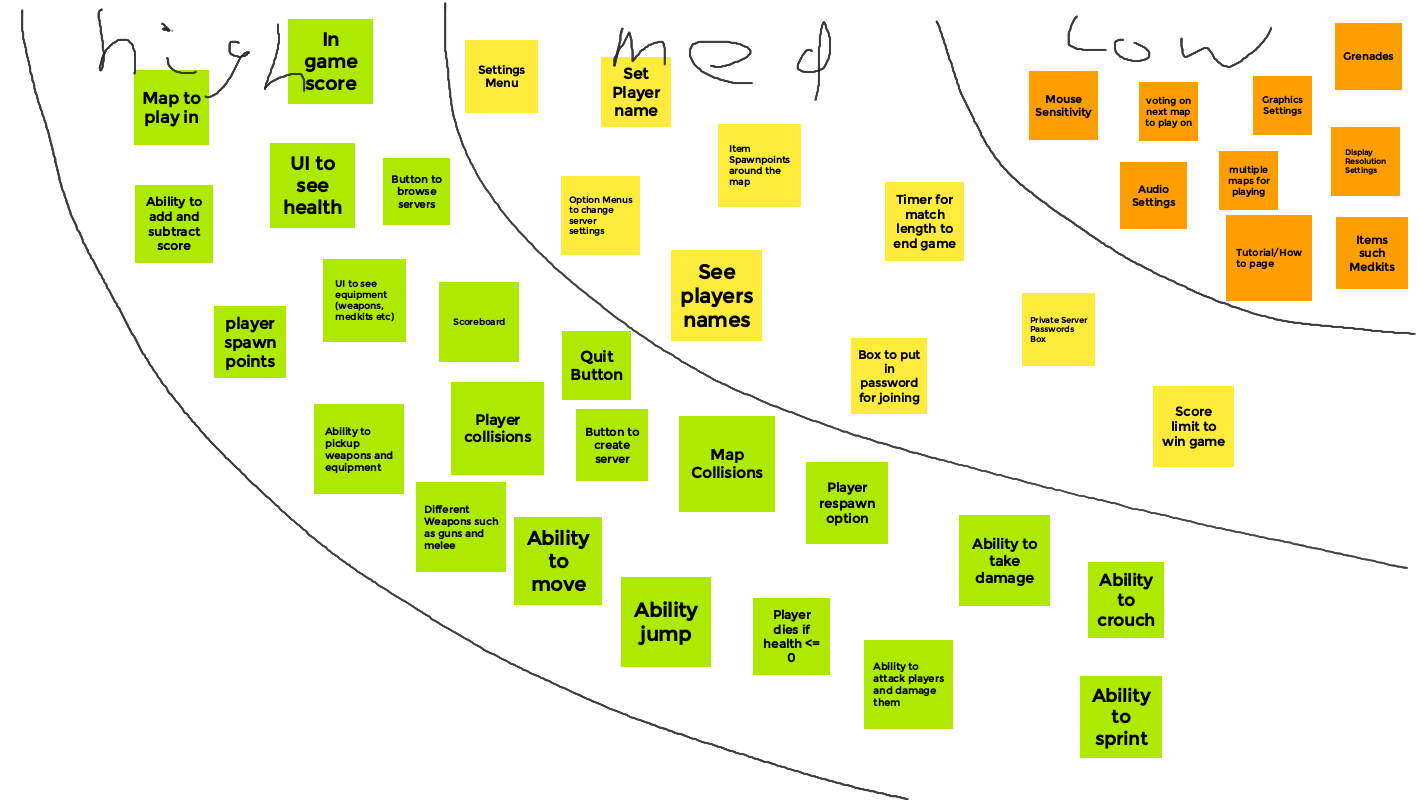 high
med
Low
In
game
score
Map to
play in
UI to
see
health
Button to
browse
servers
Ability to
add and
subtract
score
UI to see
equipment
(weapons,
medkits etc)
Scoreboard
player
spawn
points
Quit
Button
Player
collisions
Button to
create
server
Ability to
pickup
weapons and
equipment
Map
Collisions
Different
Weapons such
as guns and
melee
Ability
to
move
Player
respawn
option
Ability
jump
Player
dies if
health <=
0
Ability to
take
damage
Ability to
attack players
and damage
them
Ability
to
crouch
Ability
to
sprint
Settings
Menu
Set
Player
name
Item
Spawnpoints
around the
map
Option Menus
to change
server
settings
Timer for
match
length to
end game
See
players
names
Private Server
Passwords
Box
Box to put
in
password
for joining
Score
limit to
win game
Grenades
Mouse
Sensitivity
voting on
next map
to play on
Graphics
Settings
Display
Resolution
Settings
Audio
Settings
multiple
maps for
playing
Tutorial/How
to page
Items
such
Medkits